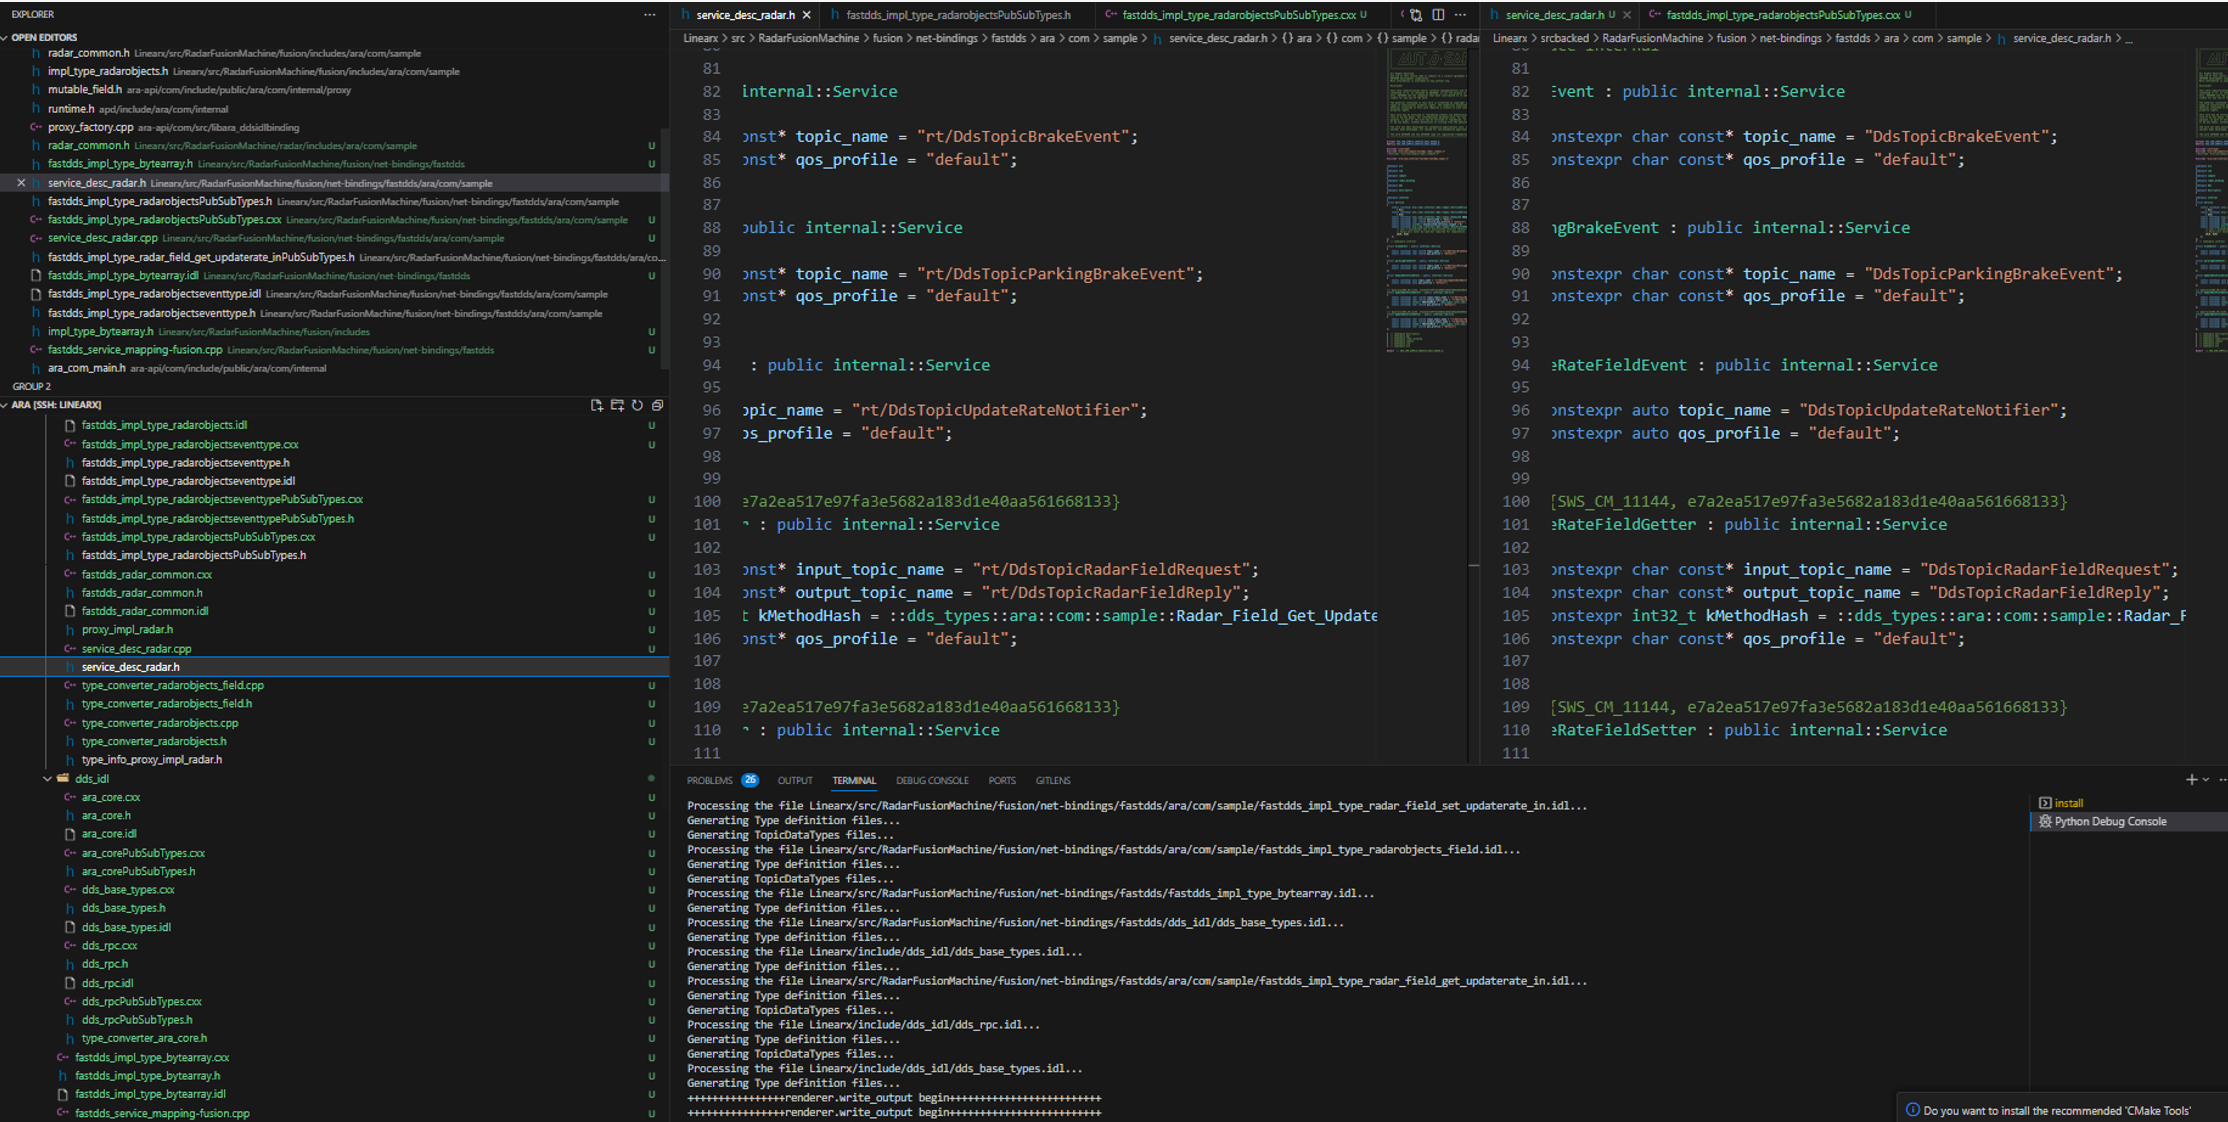 EXPLORER
OPEN EDITORS
radar_common.h Linearx/src/RadarFusionMachine/fusion/includes/ara/com/sample
impl_type_radarobjects.h Linearx/src/RadarFusionMachine/fusion/includes/ara/com/sample
mutable_field.h ara-api/com/include/public/ara/com/internal/proxy
runtime.h apd/include/ara/com/internal
proxy_factory.cpp ara-api/com/src/libara_ddsidlbinding
radar_common.h Linearx/src/RadarFusionMachine/radar/includes/ara/com/sample U
fastdds_impl_type_bytearray.h Linearx/src/RadarFusionMachine/fusion/net-bindings/fastdds U
service_desc_radar.h Linearx/src/RadarFusionMachine/fusion/net-bindings/fastdds/ara/com/sample
fastdds_impl_type_radarobjectsPubSubTypes.h Linearx/src/RadarFusionMachine/fusion/net-bindings/fastdds/ara/com/sample
fastdds_impl_type_radarobjectsPubSubTypes.cxx Linearx/src/RadarFusionMachine/fusion/net-bindings/fastdds/ara/com/sample U
service_desc_radar.cpp Linearx/src/RadarFusionMachine/fusion/net-bindings/fastdds/ara/com/sample U
fastdds_impl_type_radar_field_get_updaterate_inPubSubTypes.h Linearx/src/RadarFusionMachine/fusion/net-bindings/fastdds/ara/co...
fastdds_impl_type_bytearray.idl Linearx/src/RadarFusionMachine/fusion/net-bindings/fastdds U
fastdds_impl_type_radarobjectseventtype.idl Linearx/src/RadarFusionMachine/fusion/net-bindings/fastdds/ara/com/sample
fastdds_impl_type_radarobjectseventtype.h Linearx/src/RadarFusionMachine/fusion/net-bindings/fastdds/ara/com/sample
impl_type_bytearray.h Linearx/src/RadarFusionMachine/fusion/includes U
fastdds_service_mapping-fusion.cpp Linearx/src/RadarFusionMachine/fusion/net-bindings/fastdds U
ara_com_main.h ara-api/com/include/public/ara/com/internal
GROUP 2
ARA [SSH: LINEARX]
fastdds_impl_type_radarobjects.idl U
fastdds_impl_type_radarobjectseventtype.cxx U
fastdds_impl_type_radarobjectseventtype.h
fastdds_impl_type_radarobjectseventtype.idl
fastdds_impl_type_radarobjectseventtypePubSubTypes.cxx U
fastdds_impl_type_radarobjectseventtypePubSubTypes.h U
fastdds_impl_type_radarobjectsPubSubTypes.cxx U
fastdds_impl_type_radarobjectsPubSubTypes.h
fastdds_radar_common.cxx U
fastdds_radar_common.h U
fastdds_radar_common.idl U
proxy_impl_radar.h U
service_desc_radar.cpp U
service_desc_radar.h
type_converter_radarobjects_field.cpp U
type_converter_radarobjects_field.h U
type_converter_radarobjects.cpp U
type_converter_radarobjects.h U
type_info_proxy_impl_radar.h
dds_idl
ara_core.cxx U
ara_core.h U
ara_core.idl U
ara_corePubSubTypes.cxx U
ara_corePubSubTypes.h U
dds_base_types.cxx U
dds_base_types.h U
dds_base_types.idl U
dds_rpc.cxx U
dds_rpc.h U
dds_rpc.idl U
dds_rpcPubSubTypes.cxx U
dds_rpcPubSubTypes.h U
type_converter_ara_core.h U
fastdds_impl_type_bytearray.cxx U
fastdds_impl_type_bytearray.h U
fastdds_impl_type_bytearray.idl U
fastdds_service_mapping-fusion.cpp U
service_desc_radar.h fastdds_impl_type_radarobjectsPubSubTypes.h fastdds_impl_type_radarobjectsPubSubTypes.cxx U
Linearx > src > RadarFusionMachine > fusion > net-bindings > fastdds > ara > com > sample > service_desc_radar.h > {} ara > {} com > {} sample > {} radar
81
82 internal::Service
83
84 onst* topic_name = "rt/DdsTopicBrakeEvent";
85 onst* qos_profile = "default";
86
87
88 public internal::Service
89
90 onst* topic_name = "rt/DdsTopicParkingBrakeEvent";
91 onst* qos_profile = "default";
92
93
94 : public internal::Service
95
96 opic_name = "rt/DdsTopicUpdateRateNotifier";
97 os_profile = "default";
98
99
100 e7a2ea517e97fa3e5682a183d1e40aa561668133}
101 r : public internal::Service
102
103 onst* input_topic_name = "rt/DdsTopicRadarFieldRequest";
104 onst* output_topic_name = "rt/DdsTopicRadarFieldReply";
105 t kMethodHash = ::dds_types::ara::com::sample::Radar_Field_Get_Update
106 onst* qos_profile = "default";
107
108
109 e7a2ea517e97fa3e5682a183d1e40aa561668133}
110 r : public internal::Service
111
service_desc_radar.h U fastdds_impl_type_radarobjectsPubSubTypes.cxx U
Linearx > srcbacked > RadarFusionMachine > fusion > net-bindings > fastdds > ara > com > sample > service_desc_radar.h > ...
81
82 Event : public internal::Service
83
84 onstexpr char const* topic_name = "DdsTopicBrakeEvent";
85 onstexpr char const* qos_profile = "default";
86
87
88 ngBrakeEvent : public internal::Service
89
90 onstexpr char const* topic_name = "DdsTopicParkingBrakeEvent";
91 onstexpr char const* qos_profile = "default";
92
93
94 eRateFieldEvent : public internal::Service
95
96 onstexpr auto topic_name = "DdsTopicUpdateRateNotifier";
97 onstexpr auto qos_profile = "default";
98
99
100 [SWS_CM_11144, e7a2ea517e97fa3e5682a183d1e40aa561668133}
101 eRateFieldGetter : public internal::Service
102
103 onstexpr char const* input_topic_name = "DdsTopicRadarFieldRequest";
104 onstexpr char const* output_topic_name = "DdsTopicRadarFieldReply";
105 onstexpr int32_t kMethodHash = ::dds_types::ara::com::sample::Radar_F
106 onstexpr char const* qos_profile = "default";
107
108
109 [SWS_CM_11144, e7a2ea517e97fa3e5682a183d1e40aa561668133}
110 eRateFieldSetter : public internal::Service
111
PROBLEMS 26 OUTPUT TERMINAL DEBUG CONSOLE PORTS GITLENS
Processing the file Linearx/src/RadarFusionMachine/fusion/net-bindings/fastdds/ara/com/sample/fastdds_impl_type_radar_field_set_updaterate_in.idl...
Generating Type definition files...
Generating TopicDataTypes files...
Processing the file Linearx/src/RadarFusionMachine/fusion/net-bindings/fastdds/ara/com/sample/fastdds_impl_type_radarobjects_field.idl...
Generating Type definition files...
Generating TopicDataTypes files...
Processing the file Linearx/src/RadarFusionMachine/fusion/net-bindings/fastdds/fastdds_impl_type_bytearray.idl...
Generating Type definition files...
Processing the file Linearx/src/RadarFusionMachine/fusion/net-bindings/fastdds/dds_idl/dds_base_types.idl...
Generating Type definition files...
Processing the file Linearx/include/dds_idl/dds_base_types.idl...
Generating Type definition files...
Processing the file Linearx/src/RadarFusionMachine/fusion/net-bindings/fastdds/ara/com/sample/fastdds_impl_type_radar_field_get_updaterate_in.idl...
Generating Type definition files...
Generating TopicDataTypes files...
Processing the file Linearx/include/dds_idl/dds_rpc.idl...
Generating Type definition files...
Generating TopicDataTypes files...
Processing the file Linearx/include/dds_idl/dds_base_types.idl...
Generating Type definition files...
++++++++++++++++renderer.write_output begin+++++++++++++++++++++++++
++++++++++++++++renderer.write_output begin+++++++++++++++++++++++++
install
Python Debug Console
Do you want to install the recommended 'CMake Tools'